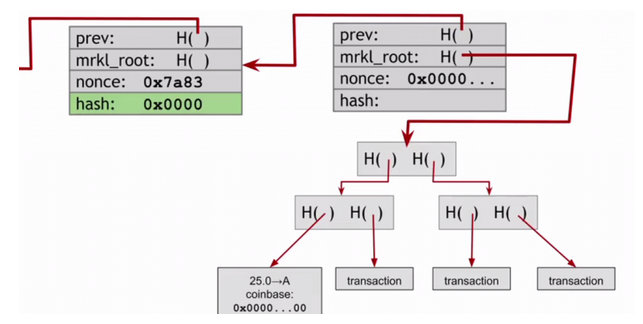 prev: H( )
mrkl_root: H( )
nonce: 0x7a83
hash: 0x0000
prev: H( )
mrkl_root: H( )
nonce: 0x0000...
hash:
H( ) H( )
H( ) H( )
H( ) H( )
25.0→A
coinbase:
0x0000...00
transaction
transaction
transaction